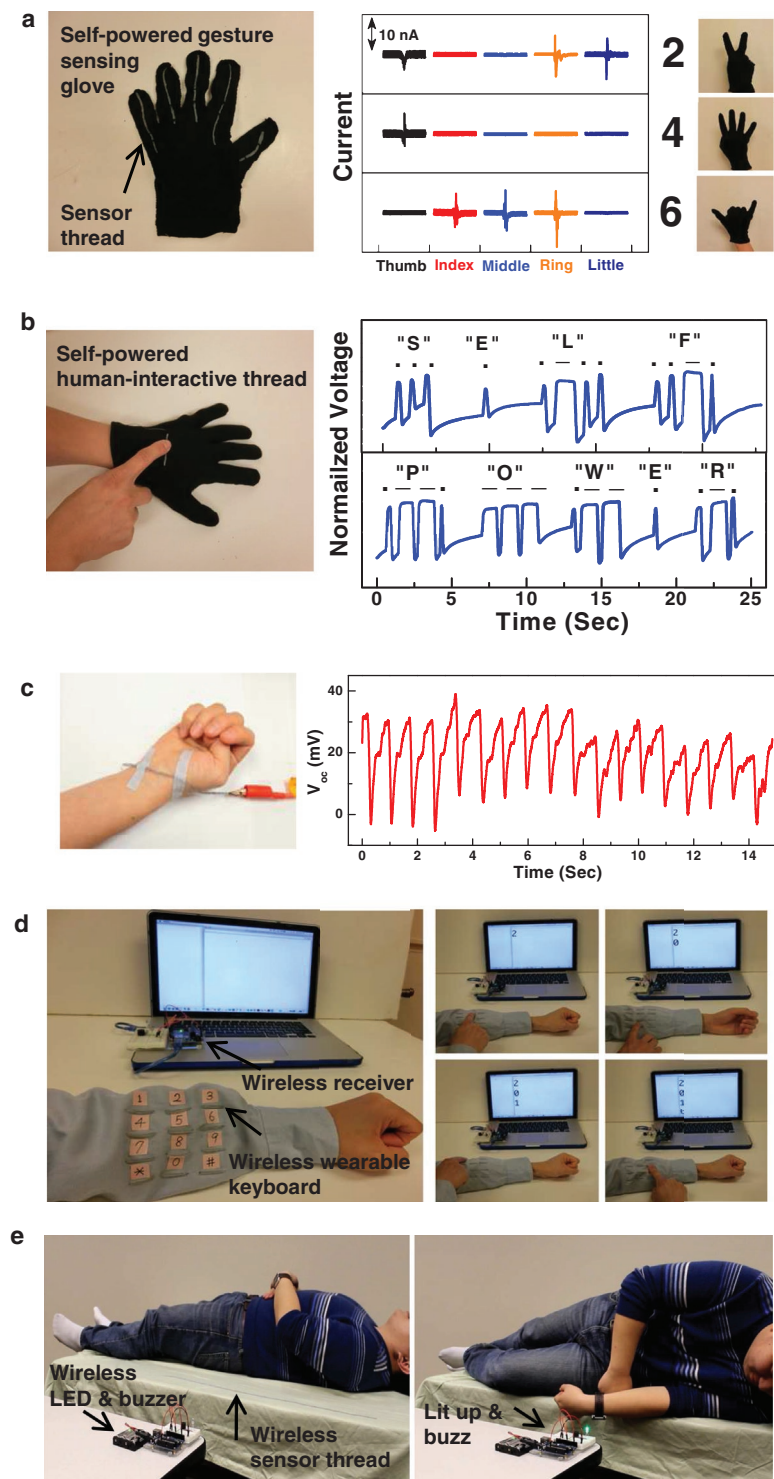 a
Self-powered gesture
sensing
glove
Sensor
thread
Current
10 nA
2
4
6
Thumb Index Middle Ring Little
b
Self-powered
human-interactive thread
Normailzed Voltage
"S" "E" "L" "F"
. . . . . — . . . . — .
"P" "O" "W" "E" "R"
. — — . — — — . — — . . — .
0 5 10 15 20 25
Time (Sec)
c
V oc (mV)
40
20
0
0 2 4 6 8 10 12 14
Time (Sec)
d
Wireless receiver
1 2 3
4 5 6
7 8 9
* 0 #
Wireless wearable
keyboard
2
2
0
2
0
1
2
0
1
t
e
Wireless
LED & buzzer
Wireless
sensor thread
Lit up &
buzz